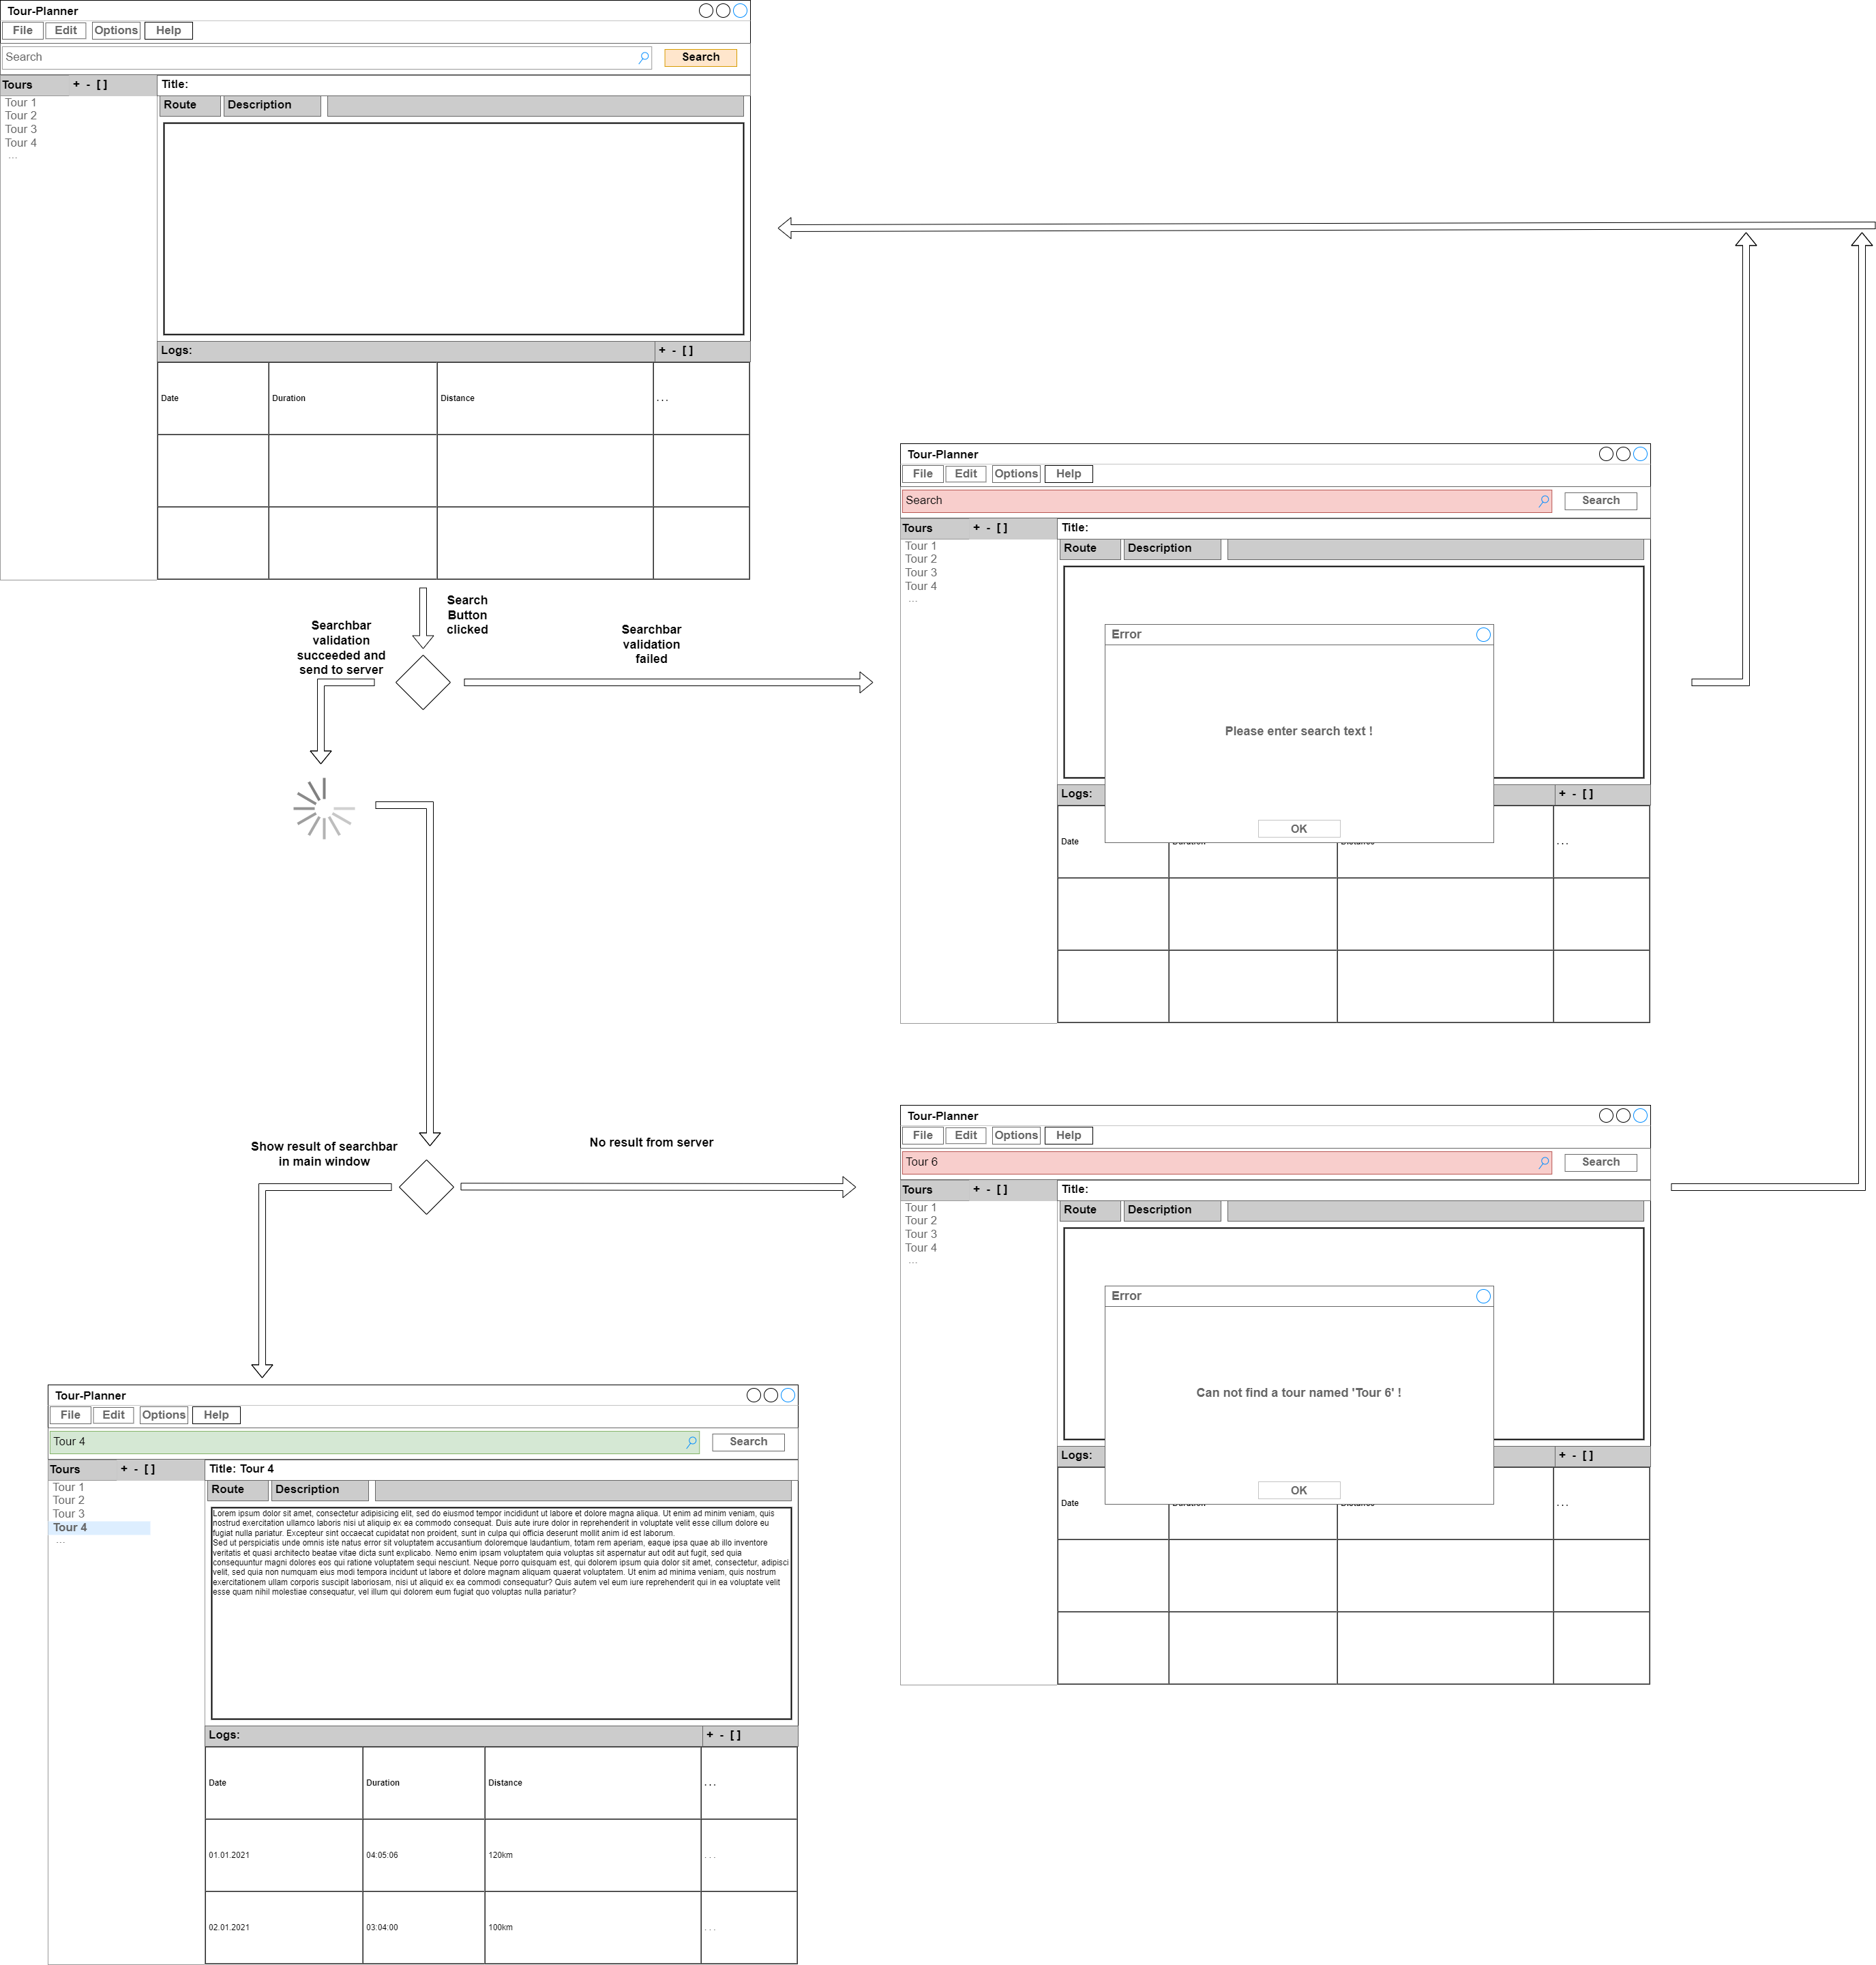 Tour-Planner
File Edit Options Help
Search Search
Tours + - [ ] Title:
Tour 1
Tour 2
Tour 3
Tour 4
...
Route Description
Logs: + - [ ]
Date Duration Distance . . .
Search
Button
clicked
Searchbar
validation
succeeded and
send to server
Searchbar
validation
failed
Tour-Planner
File Edit Options Help
Search Search
Tours + - [ ] Title:
Tour 1
Tour 2
Tour 3
Tour 4
...
Route Description
Error
Please enter search text !
OK
Logs: + - [ ]
Date Duration Distance . . .
Show result of searchbar
in main window
No result from server
Tour-Planner
File Edit Options Help
Tour 6 Search
Tours + - [ ] Title:
Tour 1
Tour 2
Tour 3
Tour 4
...
Route Description
Error
Can not find a tour named 'Tour 6' !
OK
Logs: + - [ ]
Date Duration Distance . . .
Tour-Planner
File Edit Options Help
Tour 4 Search
Tours + - [ ] Title: Tour 4
Tour 1
Tour 2
Tour 3
Tour 4
...
Route Description
Lorem ipsum dolor sit amet, consectetur adipisicing elit, sed do eiusmod tempor incididunt ut labore et dolore magna aliqua. Ut enim ad minim veniam, quis
nostrud exercitation ullamco laboris nisi ut aliquip ex ea commodo consequat. Duis aute irure dolor in reprehenderit in voluptate velit esse cillum dolore eu
fugiat nulla pariatur. Excepteur sint occaecat cupidatat non proident, sunt in culpa qui officia deserunt mollit anim id est laborum.
Sed ut perspiciatis unde omnis iste natus error sit voluptatem accusantium doloremque laudantium, totam rem aperiam, eaque ipsa quae ab illo inventore
veritatis et quasi architecto beatae vitae dicta sunt explicabo. Nemo enim ipsam voluptatem quia voluptas sit aspernatur aut odit aut fugit, sed quia
consequuntur magni dolores eos qui ratione voluptatem sequi nesciunt. Neque porro quisquam est, qui dolorem ipsum quia dolor sit amet, consectetur, adipisci
velit, sed quia non numquam eius modi tempora incidunt ut labore et dolore magnam aliquam quaerat voluptatem. Ut enim ad minima veniam, quis nostrum
exercitationem ullam corporis suscipit laboriosam, nisi ut aliquid ex ea commodi consequatur? Quis autem vel eum iure reprehenderit qui in ea voluptate velit
esse quam nihil molestiae consequatur, vel illum qui dolorem eum fugiat quo voluptas nulla pariatur?
Logs: + - [ ]
Date Duration Distance . . .
01.01.2021 04:05:06 120km . . .
02.01.2021 03:04:00 100km . . .